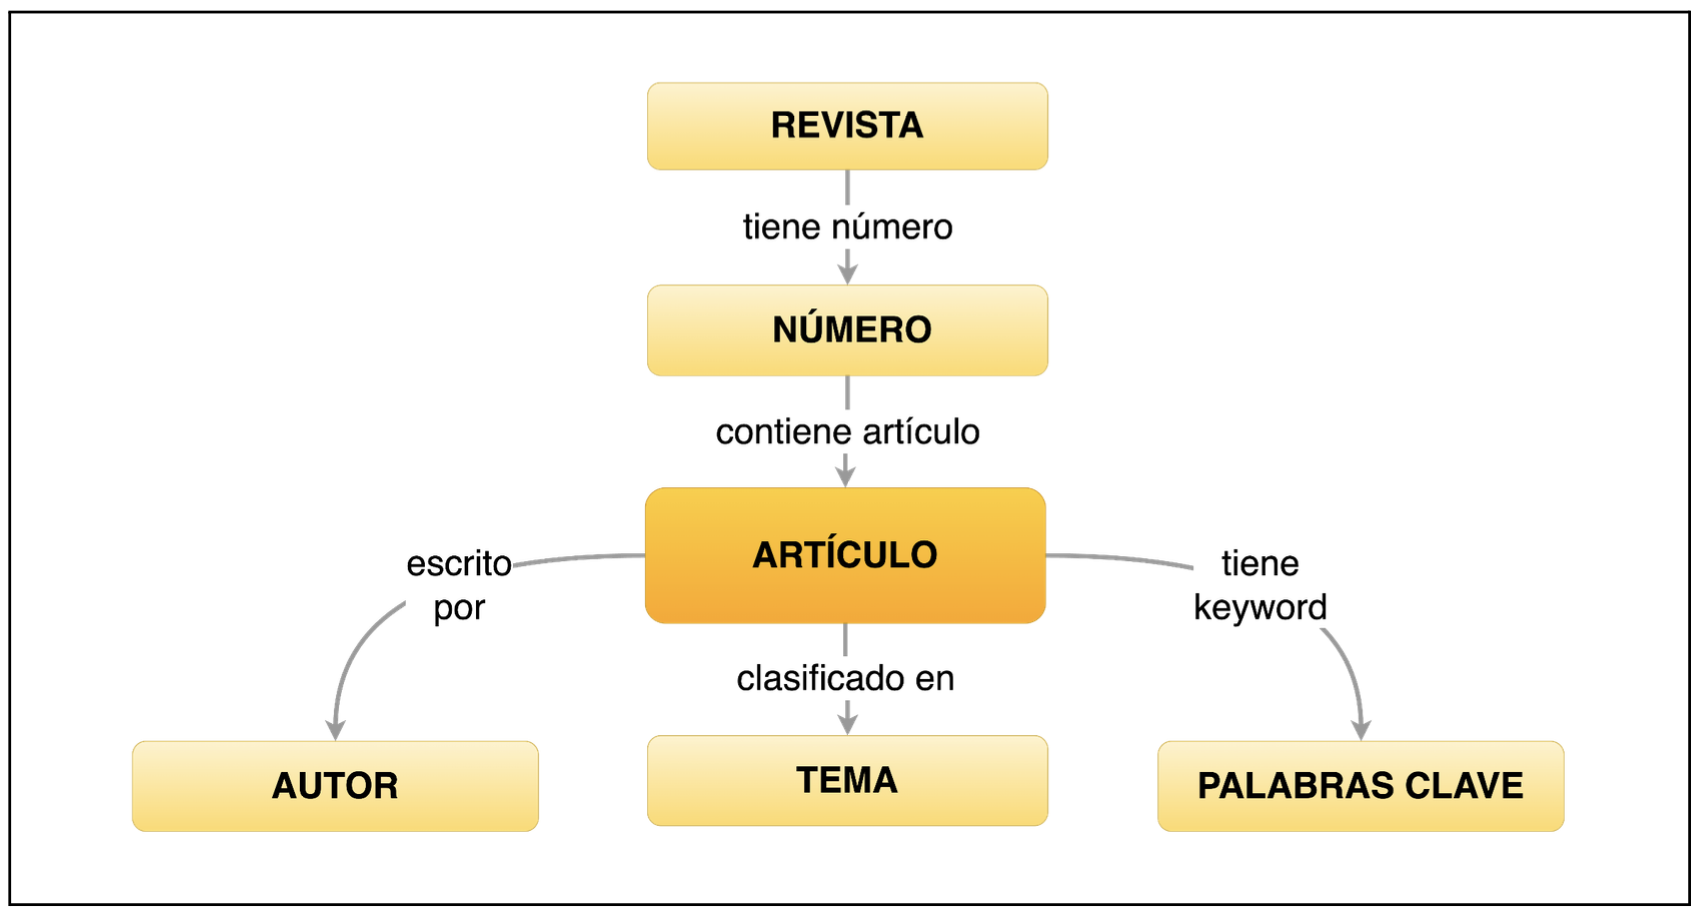 REVISTA
tiene número
NÚMERO
contiene artículo
ARTÍCULO
escrito
por
tiene
keyword
clasificado en
AUTOR
TEMA
PALABRAS CLAVE